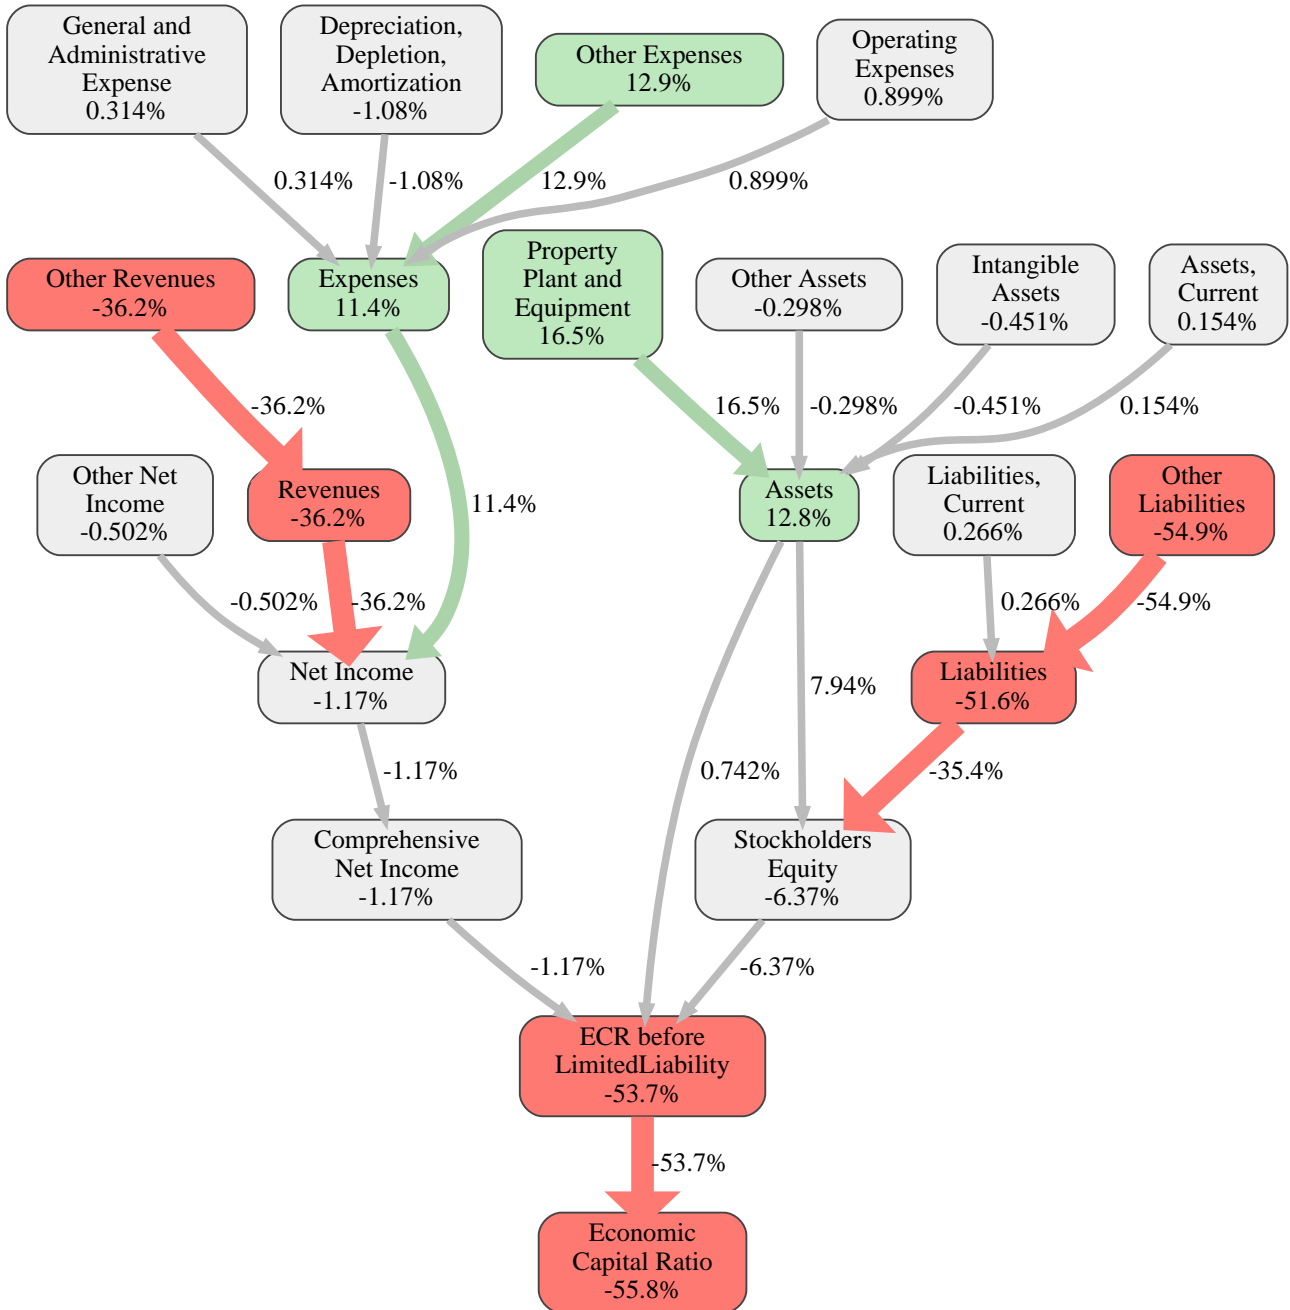 General and
Administrative
Expense
0.314%
Depreciation,
Depletion,
Amortization
-1.08%
Other Expenses
12.9%
Operating
Expenses
0.899%
0.314%
-1.08%
12.9%
0.899%
Other Revenues
-36.2%
Expenses
11.4%
Property
Plant and
Equipment
16.5%
Other Assets
-0.298%
Intangible
Assets
-0.451%
Assets,
Current
0.154%
-36.2%
16.5%
-0.298%
-0.451%
0.154%
Other Net
Income
-0.502%
Revenues
-36.2%
11.4%
Assets
12.8%
Liabilities,
Current
0.266%
Other
Liabilities
-54.9%
-0.502%
-36.2%
0.266%
-54.9%
Net Income
-1.17%
7.94%
Liabilities
-51.6%
-1.17%
0.742%
-35.4%
Comprehensive
Net Income
-1.17%
Stockholders
Equity
-6.37%
-1.17%
-6.37%
ECR before
LimitedLiability
-53.7%
-53.7%
Economic
Capital Ratio
-55.8%